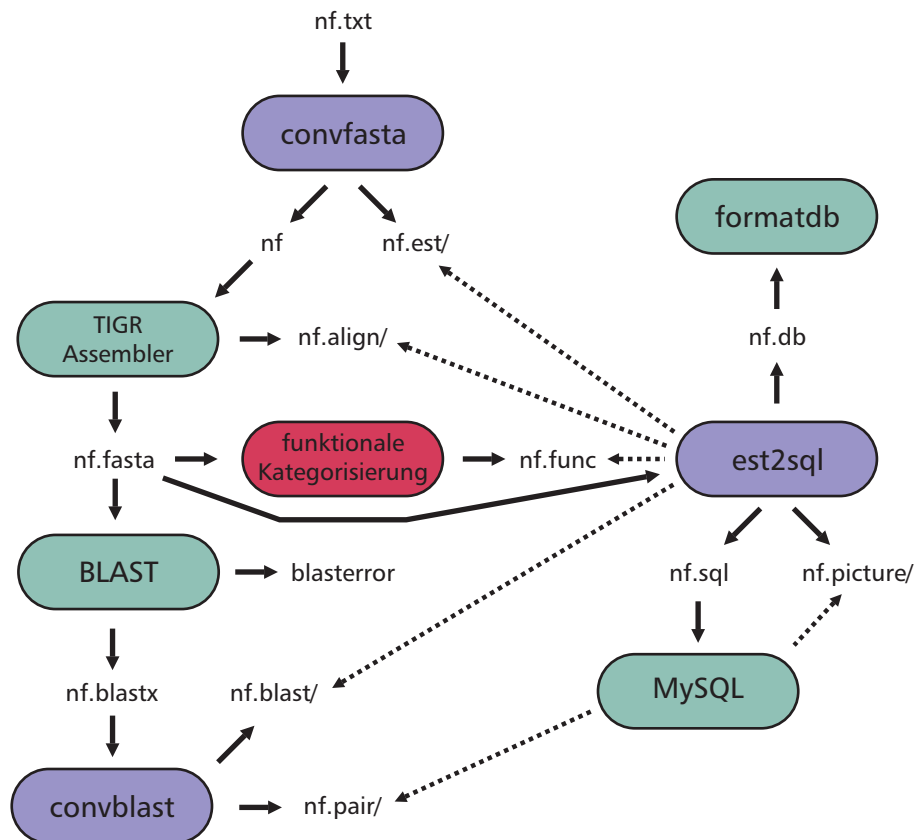 nf.txt
convfasta
formatdb
nf
nf.est/
TIGR
Assembler
nf.align/
nf.db
nf.fasta
funktionale
Kategorisierung
nf.func
est2sql
BLAST
blasterror
nf.sql
nf.picture/
nf.blastx
nf.blast/
MySQL
convblast
nf.pair/